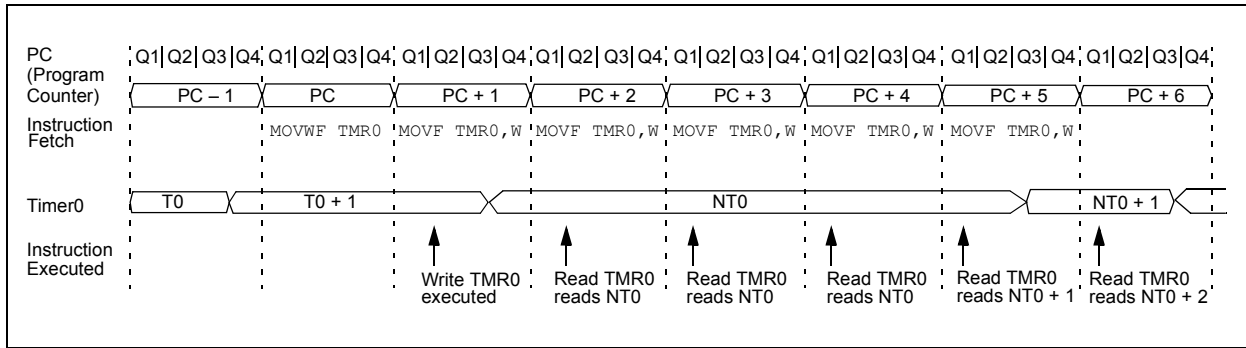 PC (Program Counter)
Q1 Q2 Q3 Q4 Q1 Q2 Q3 Q4 Q1 Q2 Q3 Q4 Q1 Q2 Q3 Q4 Q1 Q2 Q3 Q4 Q1 Q2 Q3 Q4 Q1 Q2 Q3 Q4 Q1 Q2 Q3 Q4
PC – 1 PC PC + 1 PC + 2 PC + 3 PC + 4 PC + 5 PC + 6
Instruction Fetch
MOVWF TMR0 MOVF TMR0,W MOVF TMR0,W MOVF TMR0,W MOVF TMR0,W MOVF TMR0,W
Timer0 T0 T0 + 1 NT0 NT0 + 1
Instruction Executed
Write TMR0 executed
Read TMR0 reads NT0
Read TMR0 reads NT0
Read TMR0 reads NT0
Read TMR0 reads NT0 + 1
Read TMR0 reads NT0 + 2